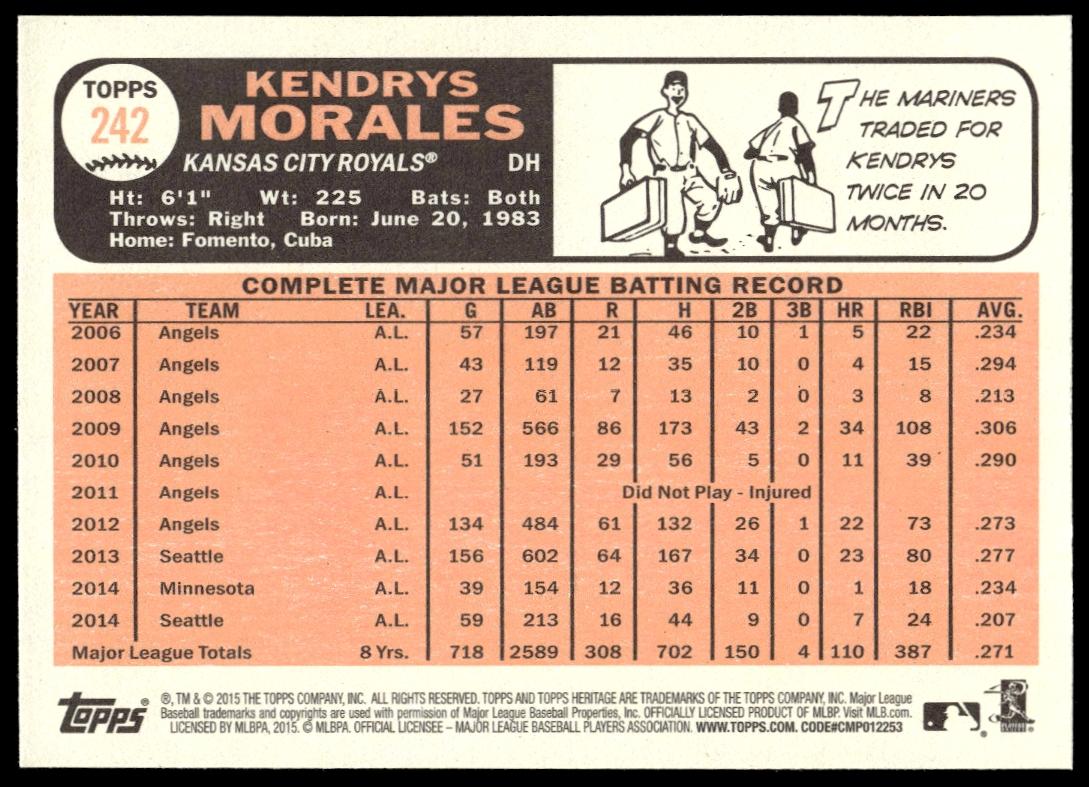 TOPPS
242
KENDRYS
MORALES
KANSAS CITY ROYALS® DH
Ht: 6'1" Wt: 225 Bats: Both
Throws: Right Born: June 20, 1983
Home: Fomento, Cuba
THE MARINERS
TRADED FOR
KENDRYS
TWICE IN 20
MONTHS.
COMPLETE MAJOR LEAGUE BATTING RECORD
YEAR TEAM LEA. G AB R H 2B 3B HR RBI AVG.
2006 Angels A.L. 57 197 21 46 10 1 5 22 .234
2007 Angels A.L. 43 119 12 35 10 0 4 15 .294
2008 Angels A.L. 27 61 7 13 2 0 3 8 .213
2009 Angels A.L. 152 566 86 173 43 2 34 108 .306
2010 Angels A.L. 51 193 29 56 5 0 11 39 .290
2011 Angels A.L. Did Not Play - Injured
2012 Angels A.L. 134 484 61 132 26 1 22 73 .273
2013 Seattle A.L. 156 602 64 167 34 0 23 80 .277
2014 Minnesota A.L. 39 154 12 36 11 0 1 18 .234
2014 Seattle A.L. 59 213 16 44 9 0 7 24 .207
Major League Totals 8 Yrs. 718 2589 308 702 150 4 110 387 .271
Topps®
®, TM & © 2015 THE TOPPS COMPANY, INC. ALL RIGHTS RESERVED. TOPPS AND TOPPS HERITAGE ARE TRADEMARKS OF THE TOPPS COMPANY, INC. Major League
Baseball trademarks and copyrights are used with permission of Major League Baseball Properties, Inc. OFFICIALLY LICENSED PRODUCT OF MLBP. Visit MLB.com.
LICENSED BY MLBPA, 2015. © MLBPA. OFFICIAL LICENSEE – MAJOR LEAGUE BASEBALL PLAYERS ASSOCIATION. WWW.TOPPS.COM. CODE#CMP012253